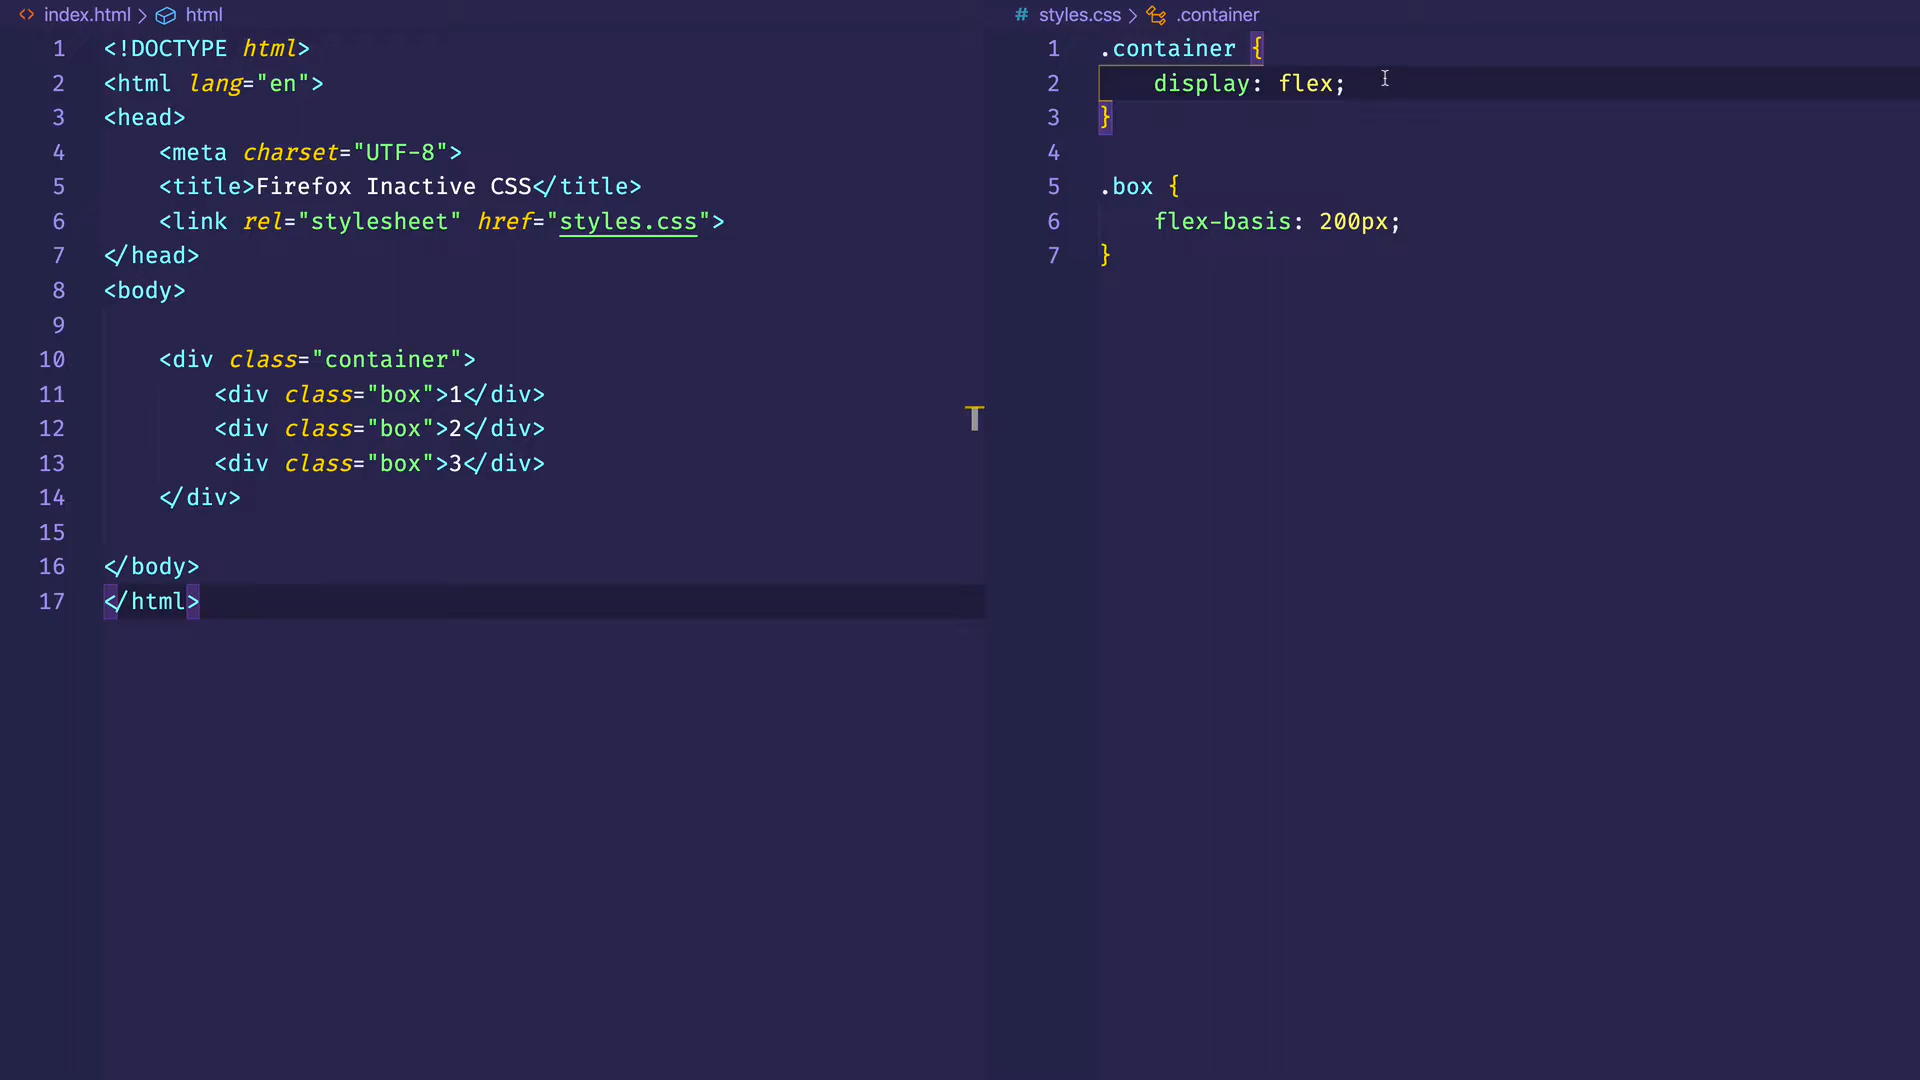 index.html > html
1 <!DOCTYPE html>
2 <html lang="en">
3 <head>
4     <meta charset="UTF-8">
5     <title>Firefox Inactive CSS</title>
6     <link rel="stylesheet" href="styles.css">
7 </head>
8 <body>
9
10     <div class="container">
11         <div class="box">1</div>
12         <div class="box">2</div>
13         <div class="box">3</div>
14     </div>
15
16 </body>
17 </html>
# styles.css > .container
1 .container {
2     display: flex;
3 }
4
5 .box {
6     flex-basis: 200px;
7 }